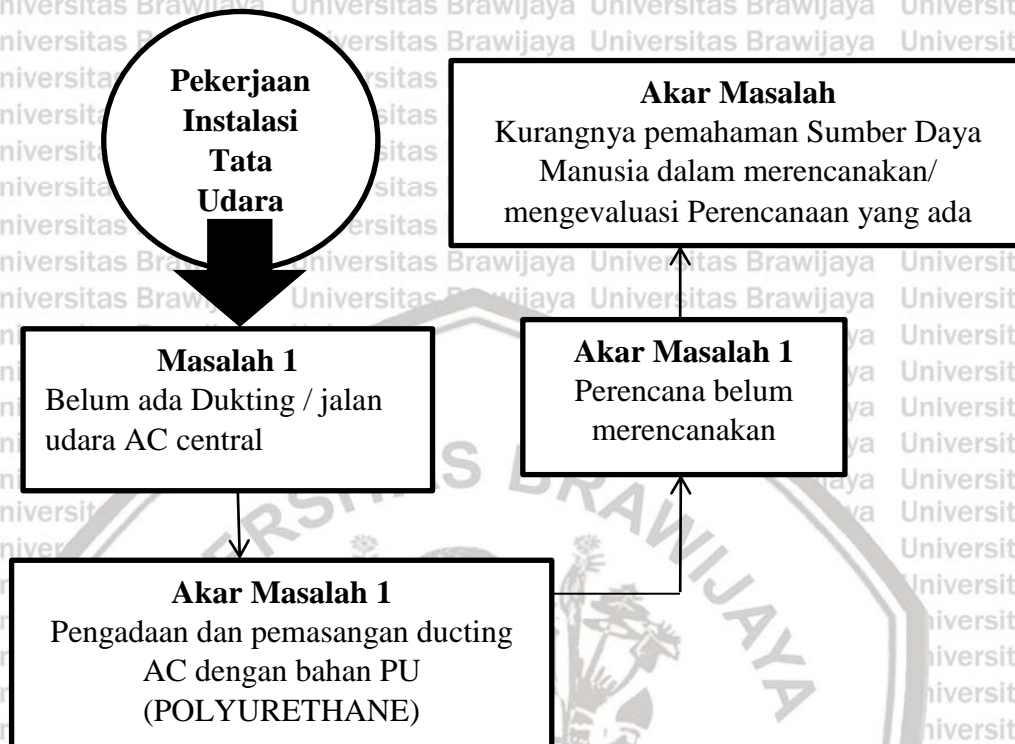 Pekerjaan
Instalasi
Tata
Udara
Masalah 1
Belum ada Dukting / jalan
udara AC central
Akar Masalah 1
Pengadaan dan pemasangan ducting
AC dengan bahan PU
(POLYURETHANE)
Akar Masalah 1
Perencana belum
merencanakan
Akar Masalah
Kurangnya pemahaman Sumber Daya
Manusia dalam merencanakan/
mengevaluasi Perencanaan yang ada